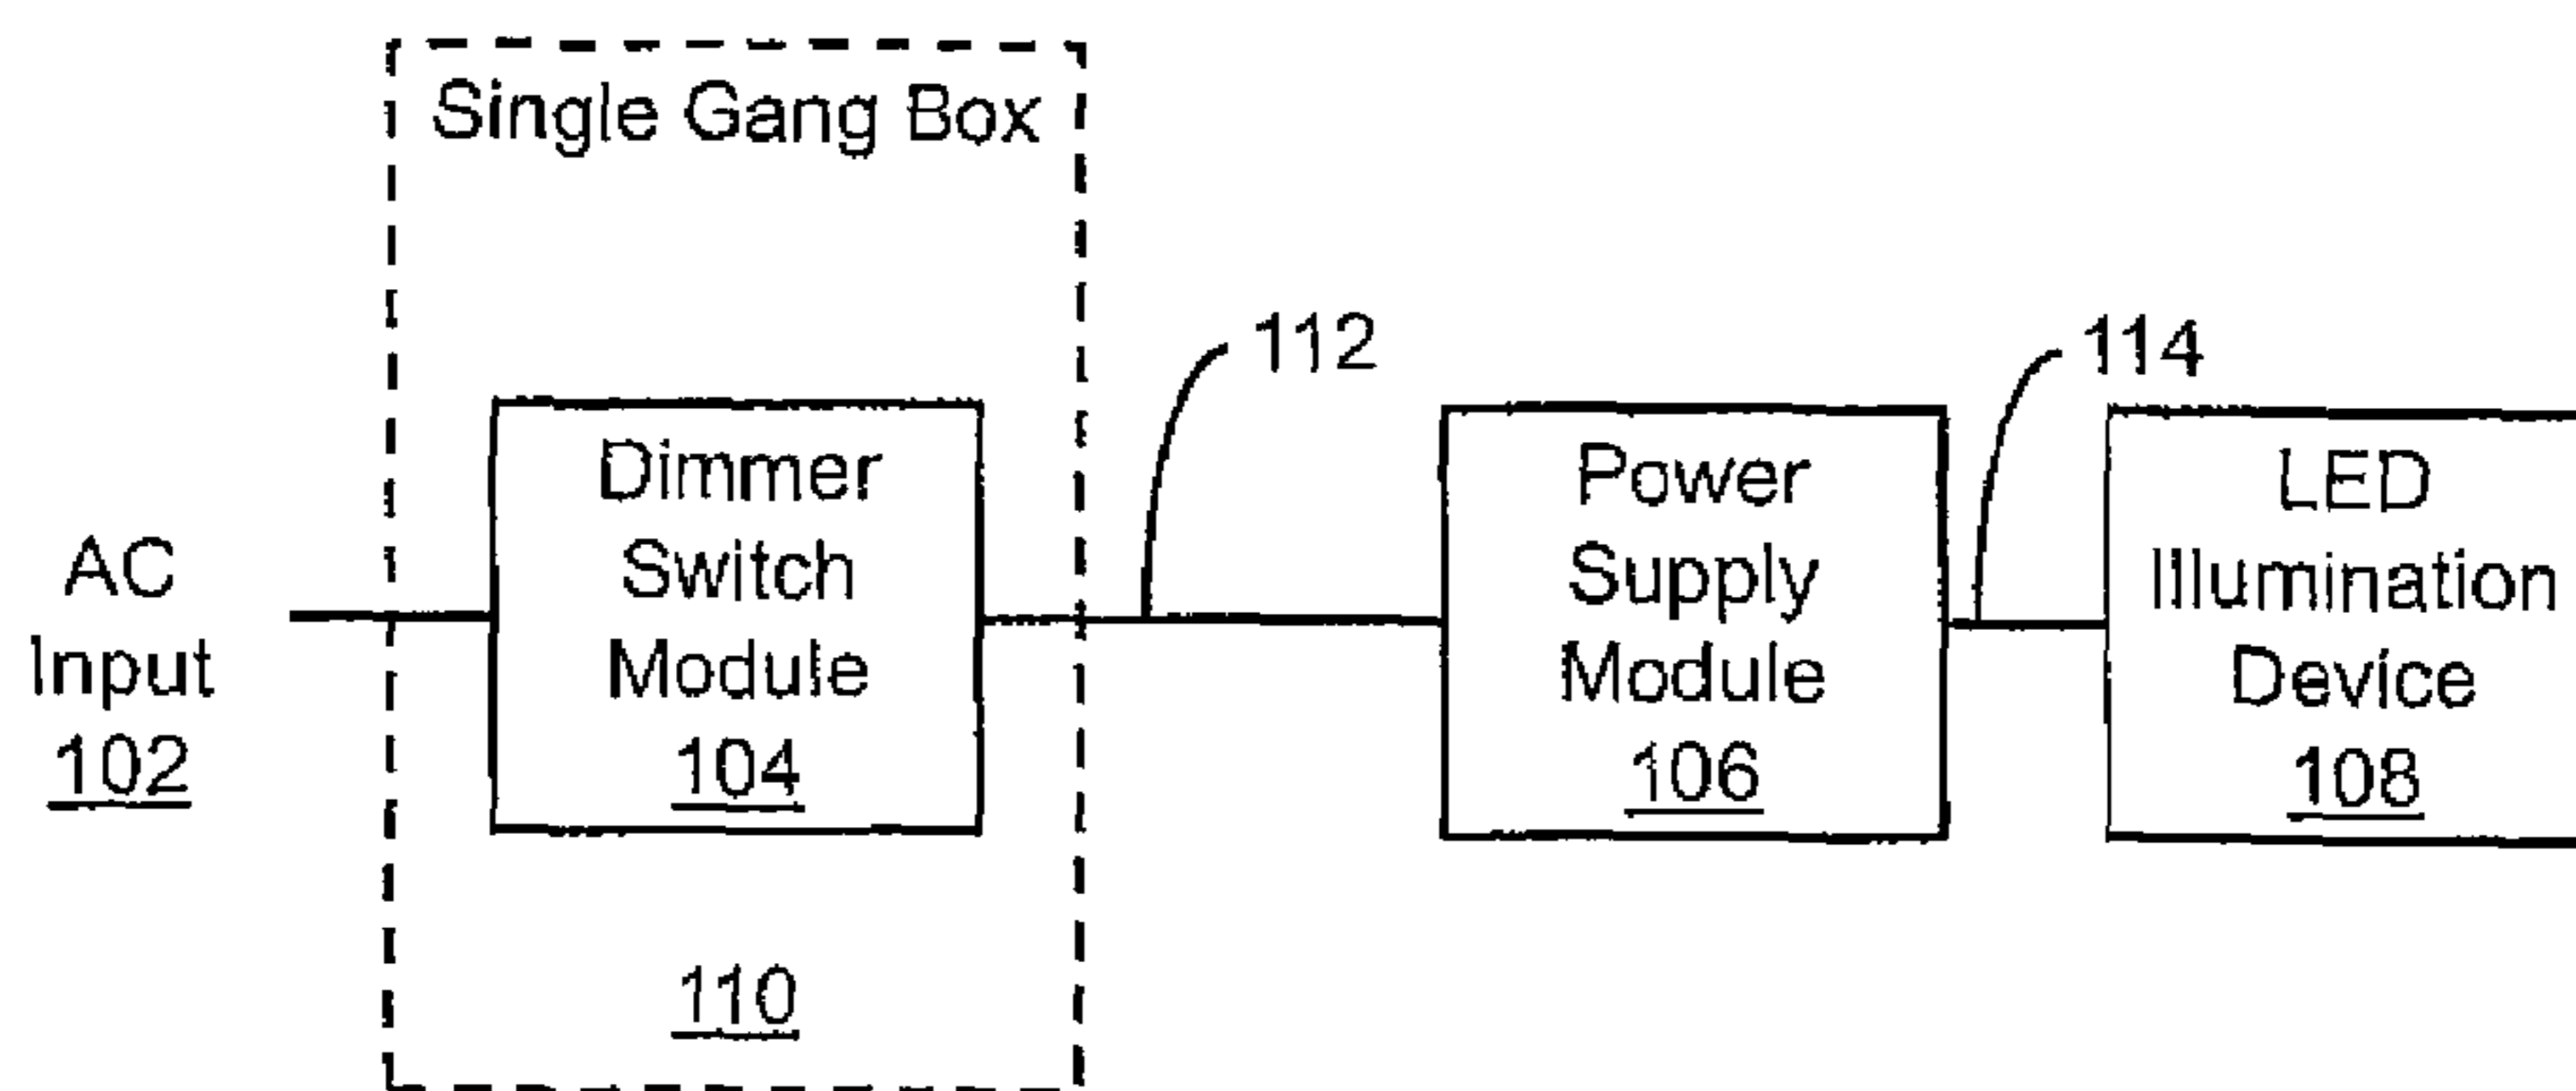 Single Gang Box
112
114
AC
Input
102
Dimmer
Switch
Module
104
Power
Supply
Module
106
LED
Illumination
Device
108
110